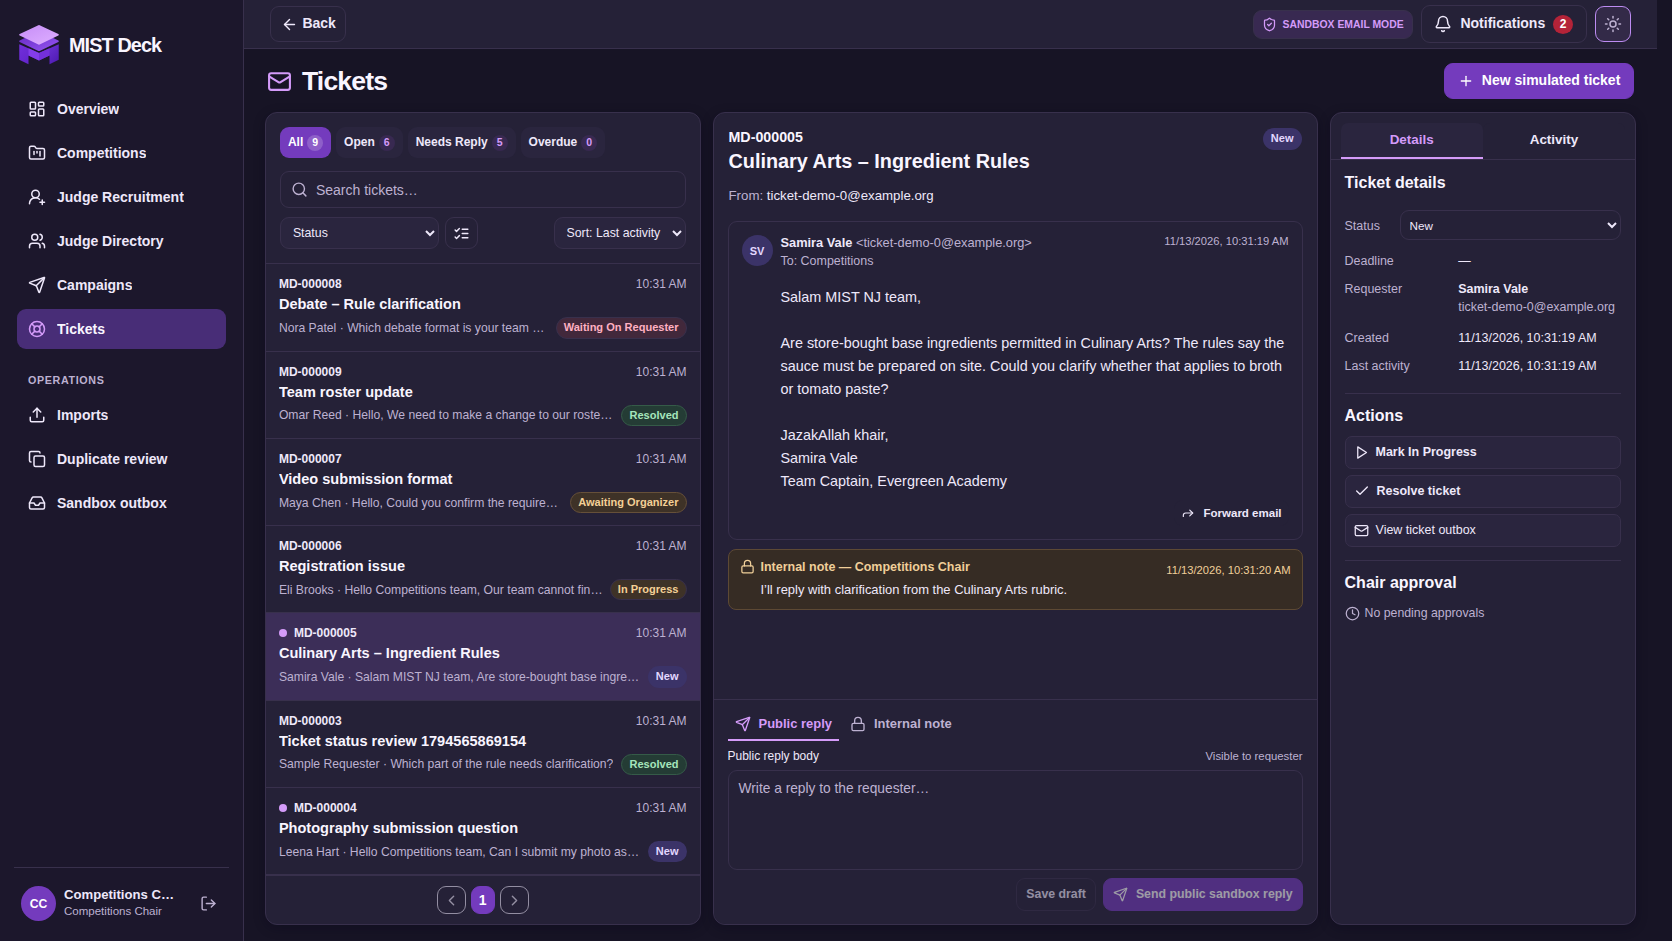 MIST Deck
Overview
Competitions
Judge Recruitment
Judge Directory
Campaigns
Tickets
OPERATIONS
Imports
Duplicate review
Sandbox outbox
CC
Competitions C…
Competitions Chair
Back
SANDBOX EMAIL MODE
Notifications 2
Tickets
New simulated ticket
All 9
Open 6
Needs Reply 5
Overdue 0
Search tickets…
Status
Sort: Last activity
MD-000008 10:31 AM
Debate – Rule clarification
Nora Patel · Which debate format is your team … Waiting On Requester
MD-000009 10:31 AM
Team roster update
Omar Reed · Hello, We need to make a change to our roste… Resolved
MD-000007 10:31 AM
Video submission format
Maya Chen · Hello, Could you confirm the require… Awaiting Organizer
MD-000006 10:31 AM
Registration issue
Eli Brooks · Hello Competitions team, Our team cannot fin… In Progress
MD-000005 10:31 AM
Culinary Arts – Ingredient Rules
Samira Vale · Salam MIST NJ team, Are store-bought base ingre… New
MD-000003 10:31 AM
Ticket status review 1794565869154
Sample Requester · Which part of the rule needs clarification? Resolved
MD-000004 10:31 AM
Photography submission question
Leena Hart · Hello Competitions team, Can I submit my photo as… New
1
MD-000005 New
Culinary Arts – Ingredient Rules
From: ticket-demo-0@example.org
SV
Samira Vale <ticket-demo-0@example.org> 11/13/2026, 10:31:19 AM
To: Competitions
Salam MIST NJ team,
Are store-bought base ingredients permitted in Culinary Arts? The rules say the
sauce must be prepared on site. Could you clarify whether that applies to broth
or tomato paste?
JazakAllah khair,
Samira Vale
Team Captain, Evergreen Academy
Forward email
Internal note — Competitions Chair 11/13/2026, 10:31:20 AM
I’ll reply with clarification from the Culinary Arts rubric.
Public reply
Internal note
Public reply body Visible to requester
Write a reply to the requester…
Save draft
Send public sandbox reply
Details
Activity
Ticket details
Status New
Deadline —
Requester Samira Vale
ticket-demo-0@example.org
Created 11/13/2026, 10:31:19 AM
Last activity 11/13/2026, 10:31:19 AM
Actions
Mark In Progress
Resolve ticket
View ticket outbox
Chair approval
No pending approvals